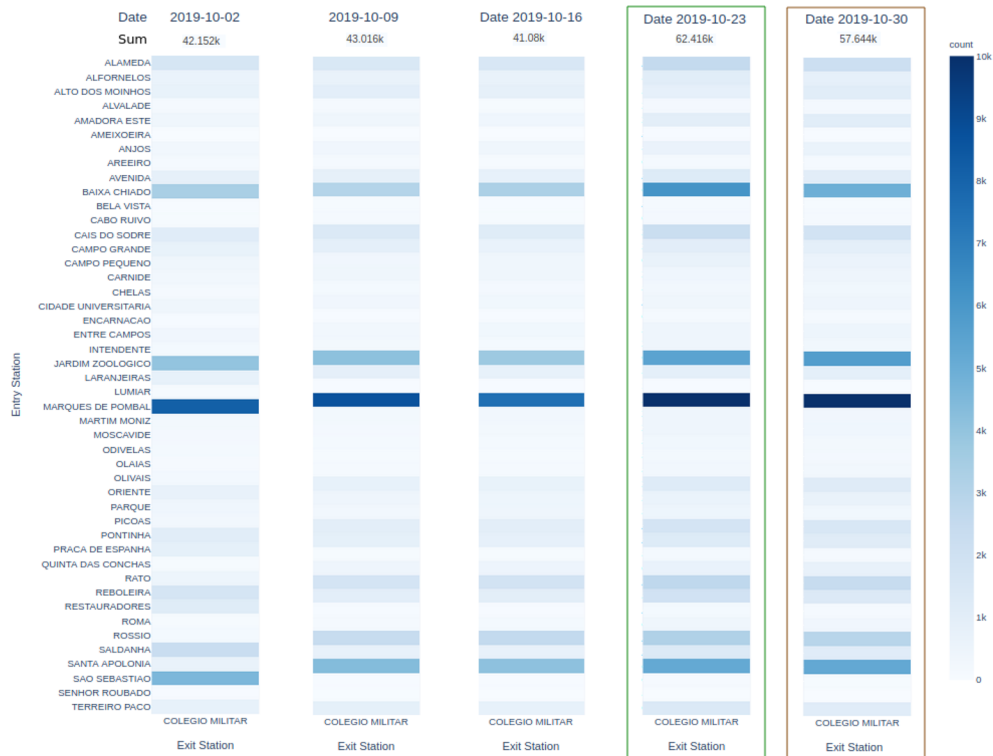 Date 2019-10-02 2019-10-09 Date 2019-10-16 Date 2019-10-23 Date 2019-10-30
Sum 42.152k 43.016k 41.08k 62.416k 57.644k
count
ALAMEDA 10k
ALFORNELOS
ALTO DOS MOINHOS
ALVALADE
AMADORA ESTE 9k
AMEIXOEIRA
ANJOS
AREEIRO
AVENIDA 8k
BAIXA CHIADO
BELA VISTA
CABO RUIVO
CAIS DO SODRE 7k
CAMPO GRANDE
CAMPO PEQUENO
CARNIDE
CHELAS
CIDADE UNIVERSITARIA 6k
ENCARNACAO
ENTRE CAMPOS
INTENDENTE
JARDIM ZOOLOGICO 5k
LARANJEIRAS
Entry Station
LUMIAR
MARQUES DE POMBAL
MARTIM MONIZ
MOSCAVIDE 4k
ODIVELAS
OLAIAS
OLIVAIS
ORIENTE 3k
PARQUE
PICOAS
PONTINHA
PRACA DE ESPANHA 2k
QUINTA DAS CONCHAS
RATO
REBOLEIRA
RESTAURADORES
ROMA 1k
ROSSIO
SALDANHA
SANTA APOLONIA
SAO SEBASTIAO 0
SENHOR ROUBADO
TERREIRO PACO
COLEGIO MILITAR COLEGIO MILITAR COLEGIO MILITAR COLEGIO MILITAR COLEGIO MILITAR
Exit Station Exit Station Exit Station Exit Station Exit Station